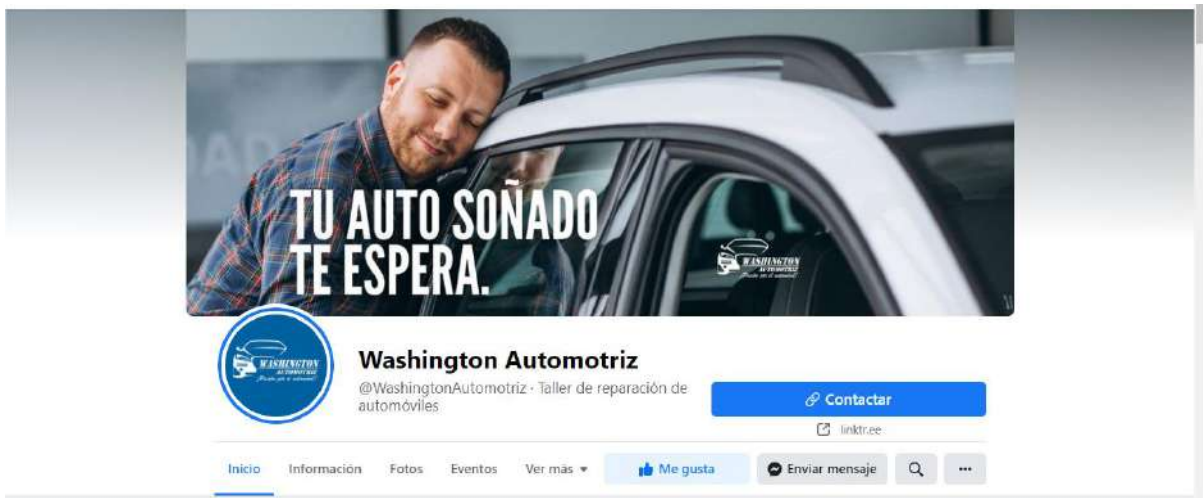 TU AUTO SOÑADO
TE ESPERA.
WASHINGTON
AUTOMOTRIZ
WASHINGTON
AUTOMOTRIZ
Washington Automotriz
@WashingtonAutomotriz · Taller de reparación de
automóviles
Contactar
linktr.ee
Inicio Información Fotos Eventos Ver más Me gusta Enviar mensaje